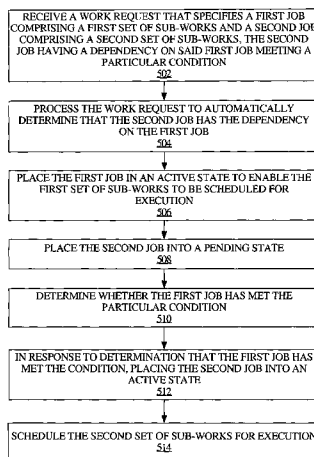 RECEIVE A WORK REQUEST THAT SPECIFIES A FIRST JOB
COMPRISING A FIRST SET OF SUB-WORKS AND A SECOND JOB
COMPRISING A SECOND SET OF SUB-WORKS, THE SECOND
JOB HAVING A DEPENDENCY ON SAID FIRST JOB MEETING A
PARTICULAR CONDITION
502
PROCESS THE WORK REQUEST TO AUTOMATICALLY
DETERMINE THAT THE SECOND JOB HAS THE DEPENDENCY
ON THE FIRST JOB
504
PLACE THE FIRST JOB IN AN ACTIVE STATE TO ENABLE THE
FIRST SET OF SUB-WORKS TO BE SCHEDULED FOR
EXECUTION
506
PLACE THE SECOND JOB INTO A PENDING STATE
508
DETERMINE WHETHER THE FIRST JOB HAS MET THE
PARTICULAR CONDITION
510
IN RESPONSE TO DETERMINATION THAT THE FIRST JOB HAS
MET THE CONDITION, PLACING THE SECOND JOB INTO AN
ACTIVE STATE
512
SCHEDULE THE SECOND SET OF SUB-WORKS FOR EXECUTION
514